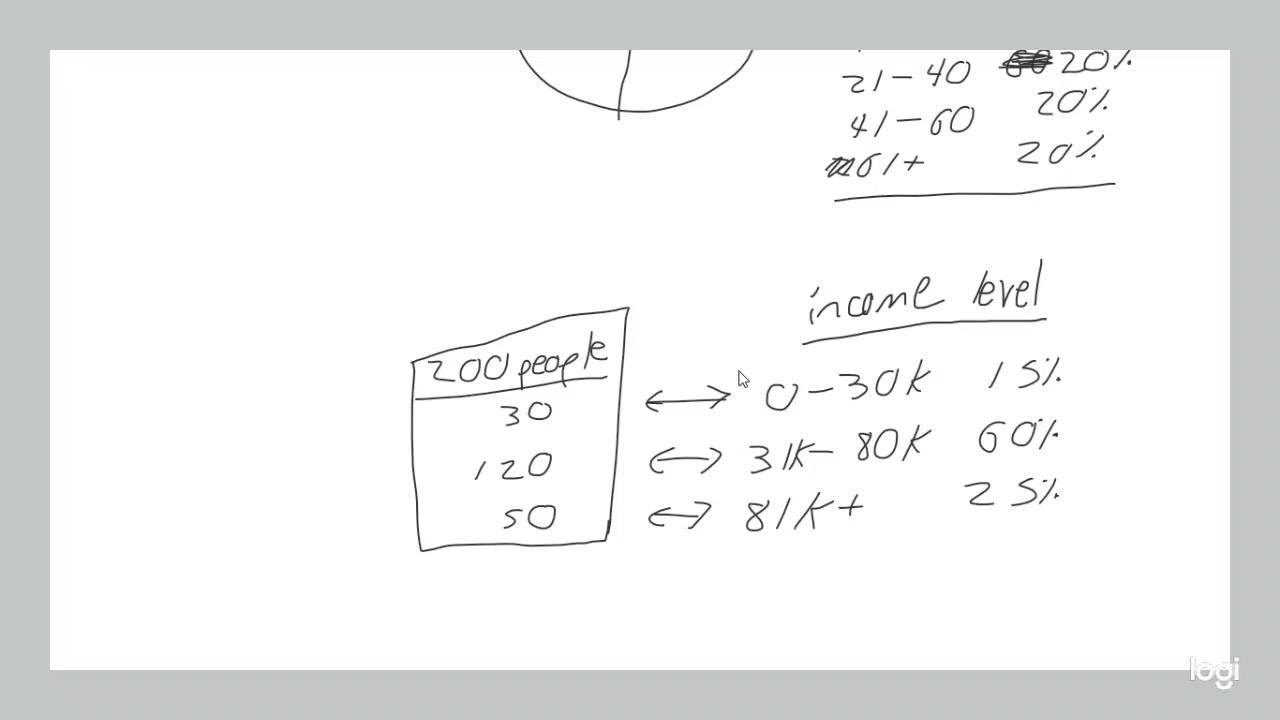 20%
21-40 20%
41-60 20%
61+ 20%
income level
200 people
30 ↔ 0-30K 15%
120 ↔ 31K-80K 60%
50 ↔ 81K+ 25%
logi